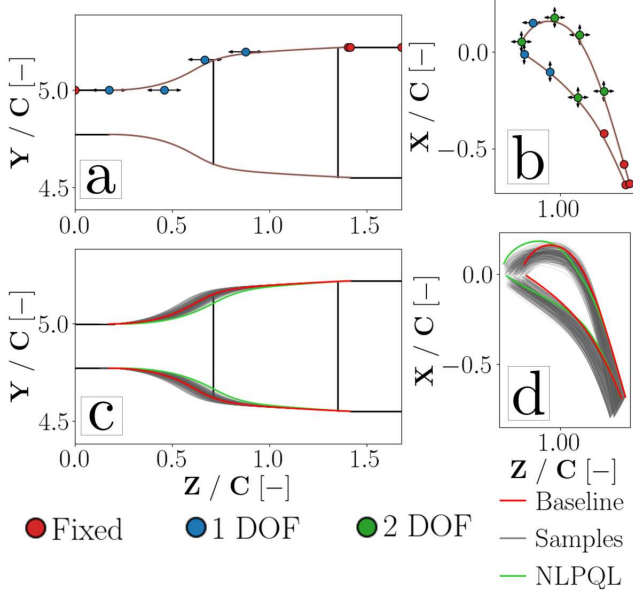 Y / C [−]
5.0
4.5
a
0.0
0.5
1.0
1.5
X / C [−]
0.0
−0.5
b
1.00
Y / C [−]
5.0
4.5
c
0.0
0.5
1.0
1.5
Z / C [−]
X / C [−]
0.0
−0.5
d
1.00
Z / C [−]
Fixed
1 DOF
2 DOF
Baseline
Samples
NLPQL